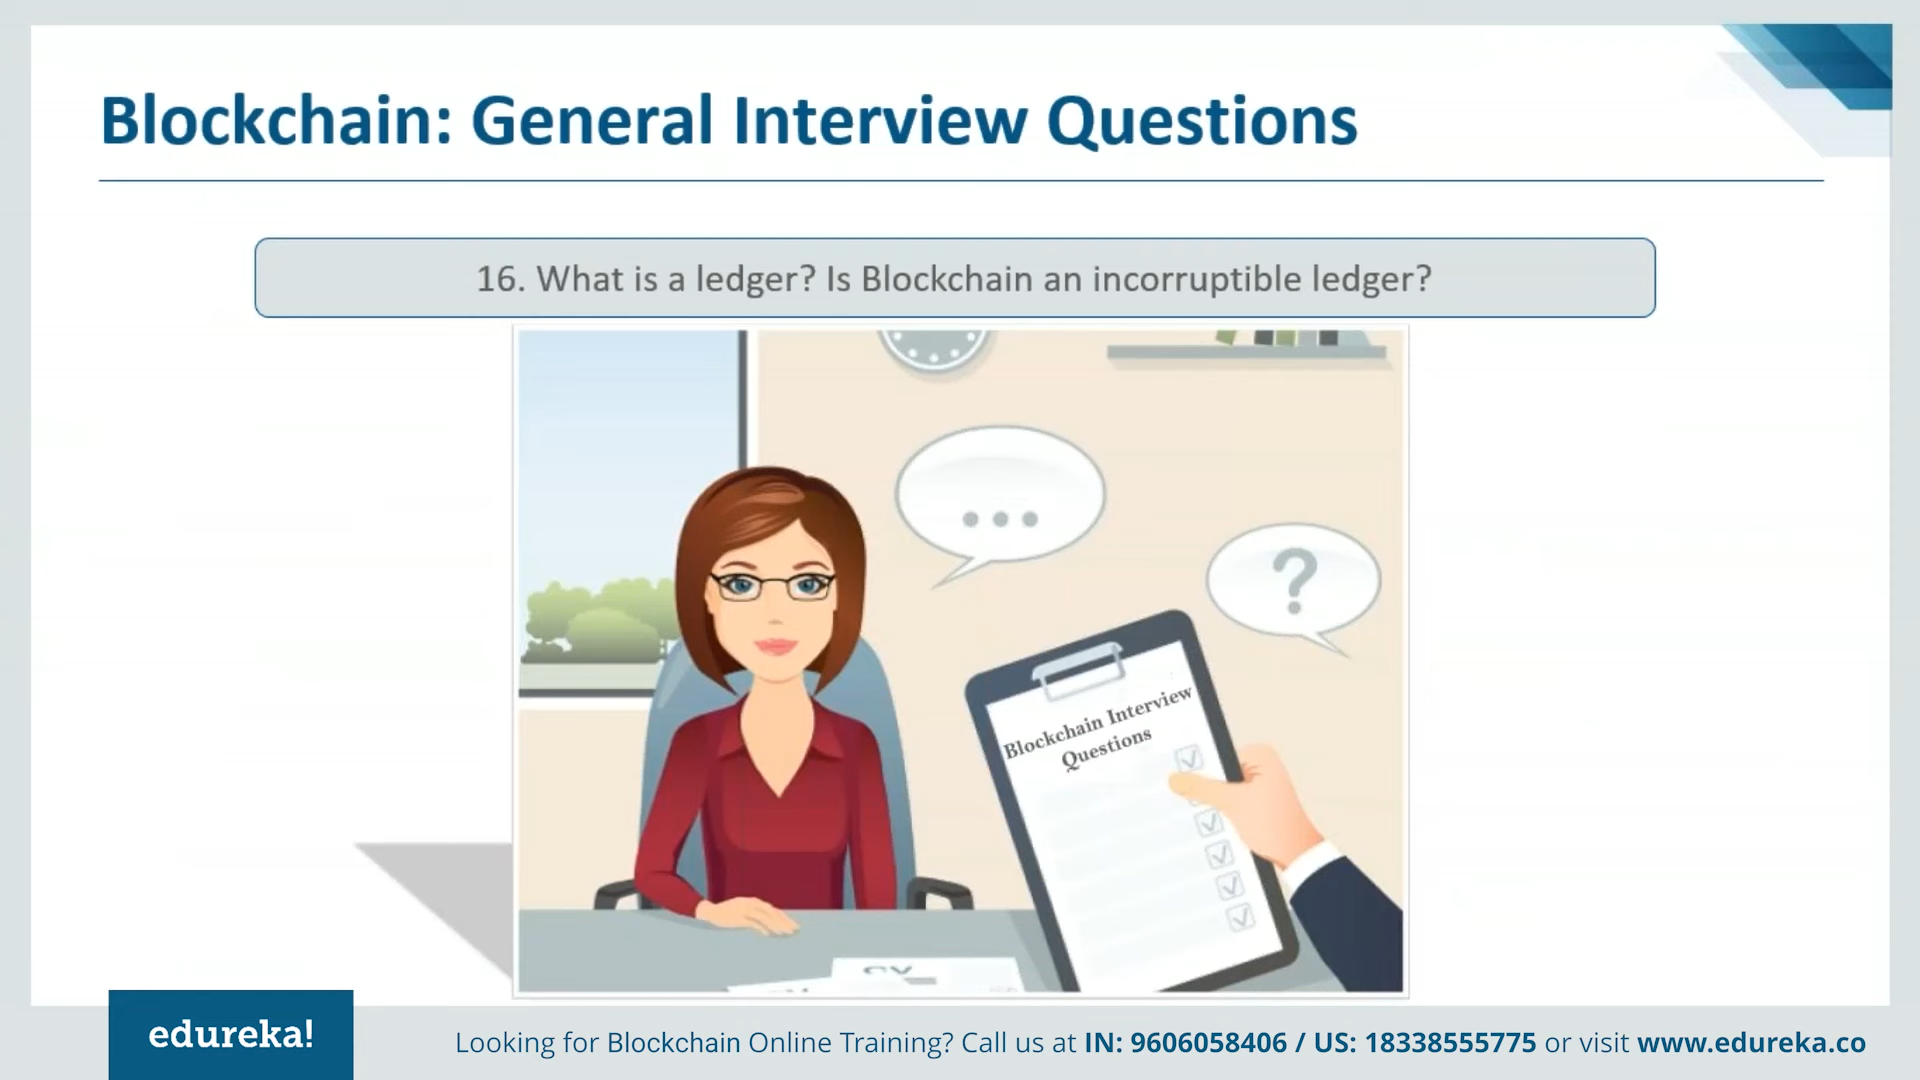 Blockchain: General Interview Questions
16. What is a ledger? Is Blockchain an incorruptible ledger?
...
?
Blockchain Interview
Questions
CV
edureka!
Looking for Blockchain Online Training? Call us at IN: 9606058406 / US: 18338555775 or visit www.edureka.co